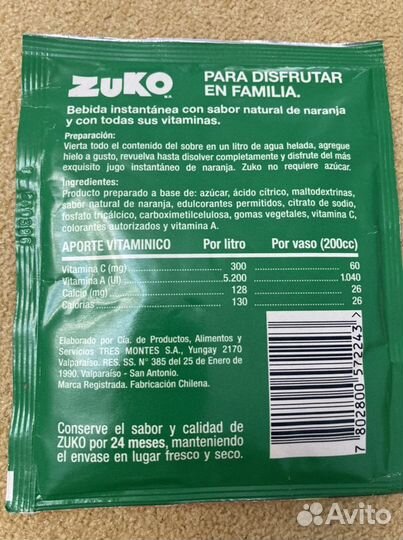 ZUKO
PARA DISFRUTAR
EN FAMILIA.
Bebida instantánea con sabor natural de naranja
y con todas sus vitaminas.
Preparación:
Vierta todo el contenido del sobre en un litro de agua helada, agregue
hielo a gusto, revuelva hasta disolver completamente y disfrute del más
exquisito jugo instantáneo de naranja. Zuko no requiere azúcar.
Ingredientes:
Producto preparado a base de: azúcar, ácido cítrico, maltodextrinas,
sabor natural de naranja, edulcorantes permitidos, citrato de sodio,
fosfato tricálcico, carboximetilcelulosa, gomas vegetales, vitamina C,
colorantes autorizados y vitamina A.
APORTE VITAMINICO Por litro Por vaso (200cc)
Vitamina C (mg) 300 60
Vitamina A (UI) 5.200 1.040
Calcio (mg) 128 26
Calorías 130 26
Elaborado por Cía. de Productos, Alimentos y
Servicios TRES MONTES S.A., Yungay 2170
Valparaíso. RES. SS. N° 385 del 25 de Enero de
1990. Valparaíso - San Antonio.
Marca Registrada. Fabricación Chilena.
7 802800 572243
Conserve el sabor y calidad de
ZUKO por 24 meses, manteniendo
el envase en lugar fresco y seco.
Avito